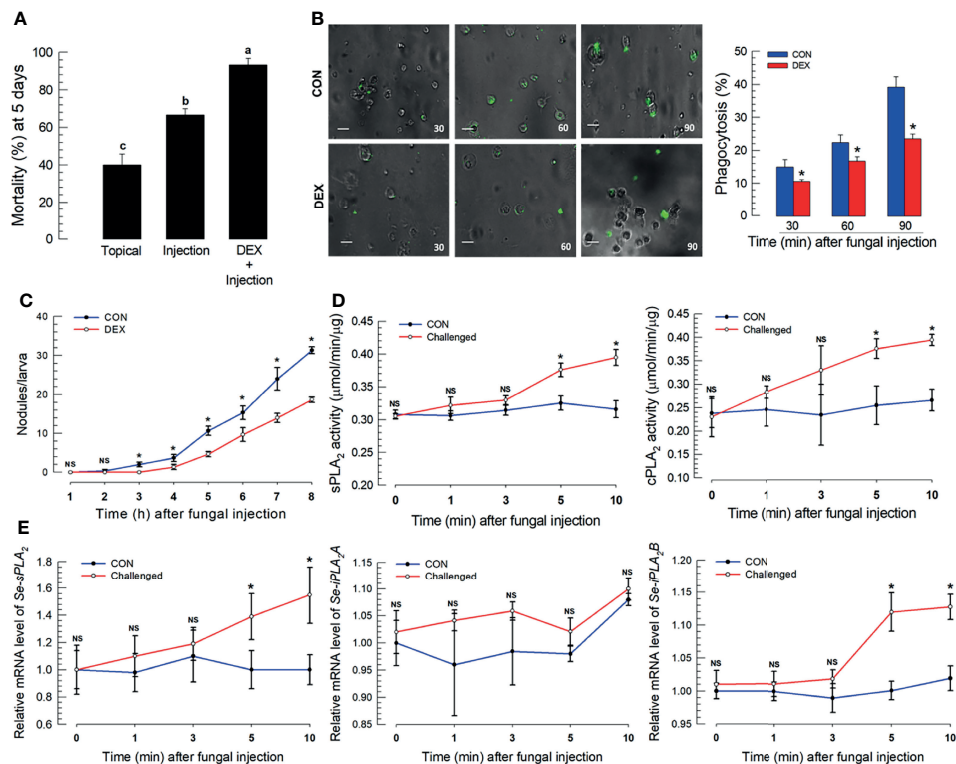 A
Mortality (%) at 5 days
100
80
60
40
20
0
c
b
a
Topical
Injection
DEX
+
Injection
B
CON
DEX
30
60
90
30
60
90
Phagocytosis (%)
50
40
30
20
10
0
CON
DEX
*
*
*
30
60
90
Time (min) after fungal injection
C
Nodules/larva
CON
DEX
30
20
10
0
NS
NS
*
*
*
*
*
*
1
2
3
4
5
6
7
8
Time (h) after fungal injection
D
sPLA2 activity (μmol/min/μg)
CON
Challenged
0.45
0.40
0.35
0.30
0.25
0.20
NS
NS
NS
*
*
0
1
3
5
10
Time (min) after fungal injection
cPLA2 activity (μmol/min/μg)
CON
Challenged
0.50
0.45
0.40
0.35
0.30
0.25
0.20
0.15
0.10
NS
NS
NS
*
*
0
1
3
5
10
Time (min) after fungal injection
E
Relative mRNA level of Se-sPLA2
CON
Challenged
1.8
1.6
1.4
1.2
1.0
0.8
0.6
NS
NS
NS
*
*
0
1
3
5
10
Time (min) after fungal injection
Relative mRNA level of Se-iPLA2A
CON
Challenged
1.15
1.10
1.05
1.00
0.95
0.90
0.85
NS
NS
NS
NS
NS
0
1
3
5
10
Time (min) after fungal injection
Relative mRNA level of Se-iPLA2B
CON
Challenged
1.20
1.15
1.10
1.05
1.00
0.95
NS
NS
NS
*
*
0
1
3
5
10
Time (min) after fungal injection